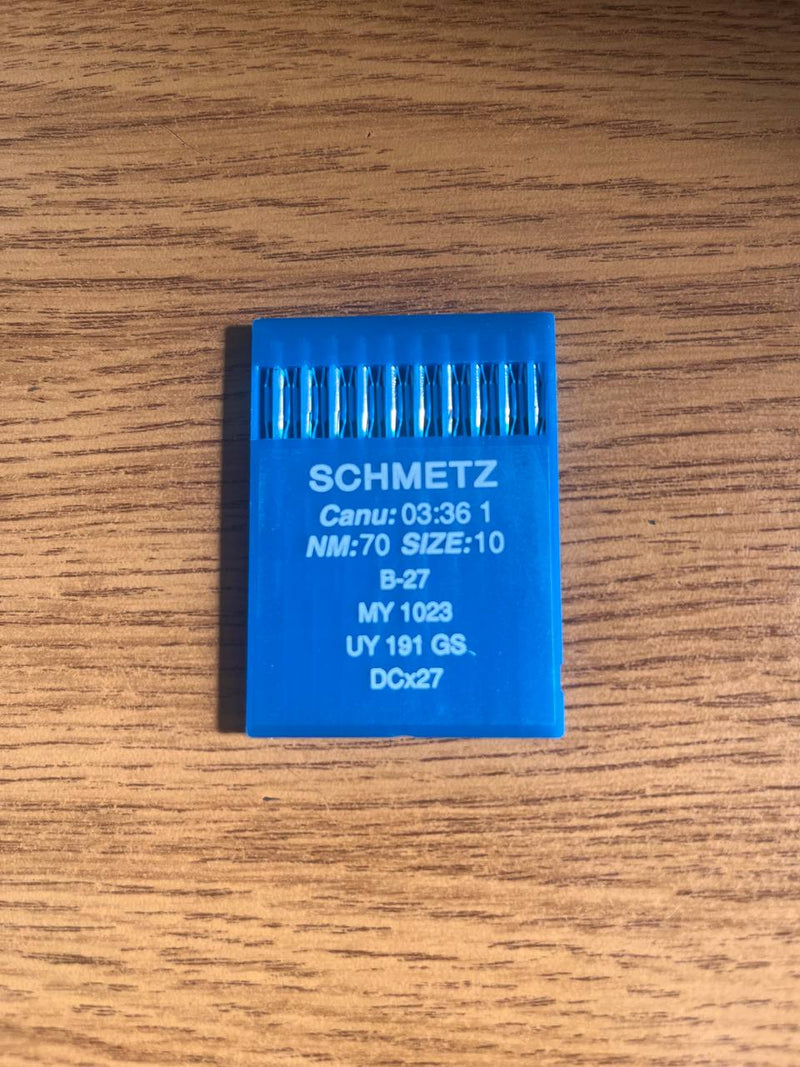 SCHMETZ
Canu: 03:36 1
NM:70 SIZE:10
B-27
MY 1023
UY 191 GS
DCx27